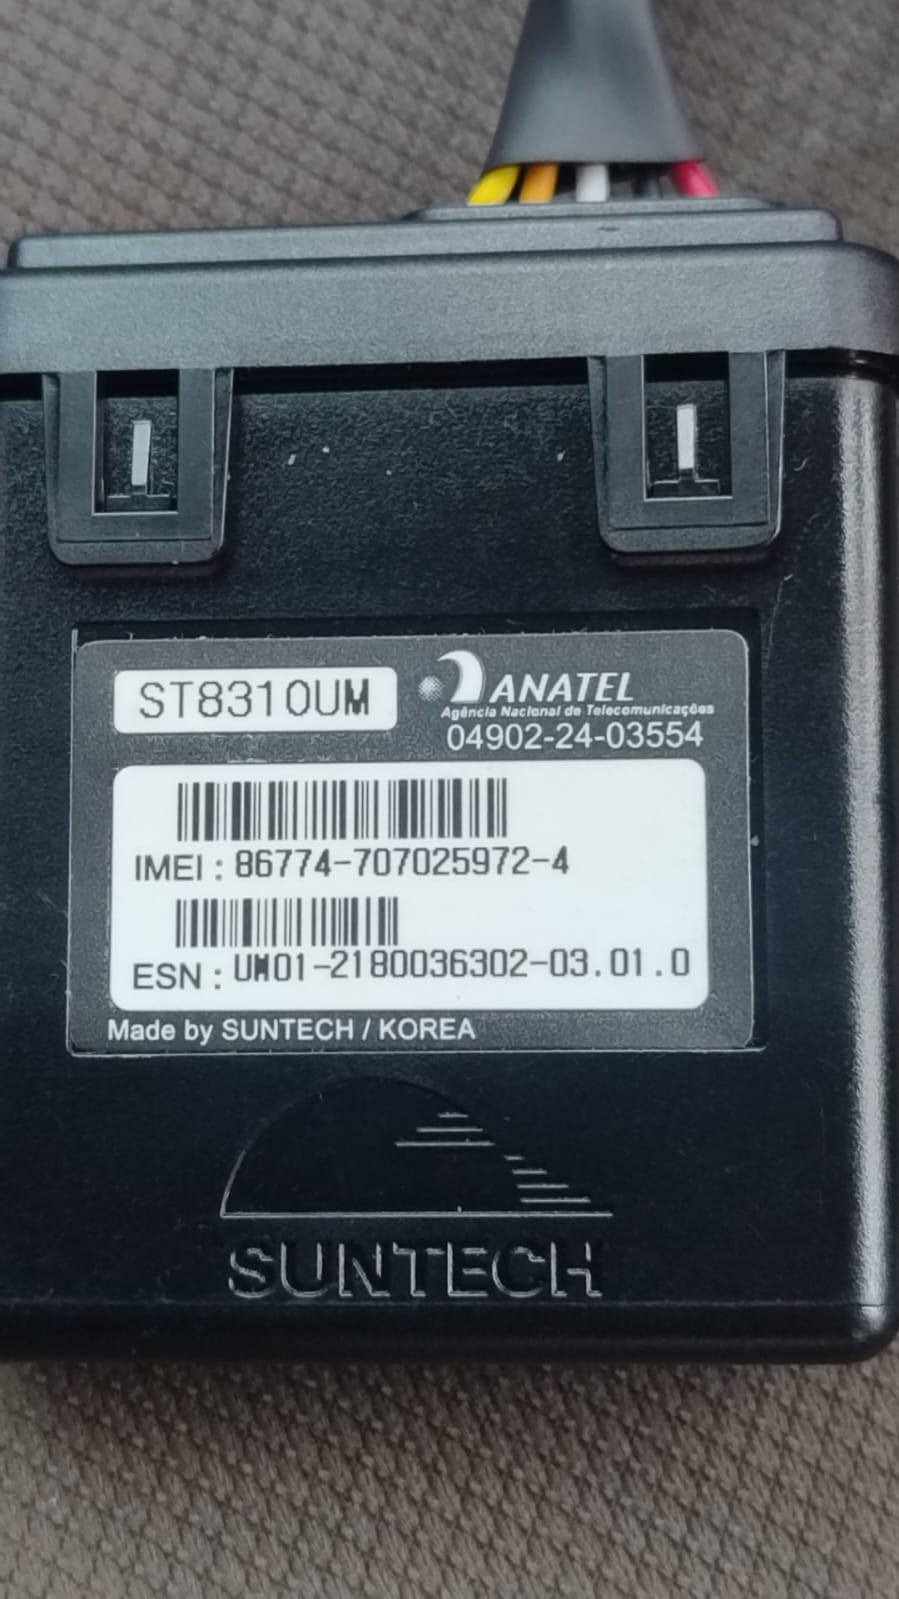 ST8310UM
ANATEL
Agência Nacional de Telecomunicações
04902-24-03554
IMEI : 86774-707025972-4
ESN : UM01-2180036302-03.01.0
Made by SUNTECH / KOREA
SUNTECH